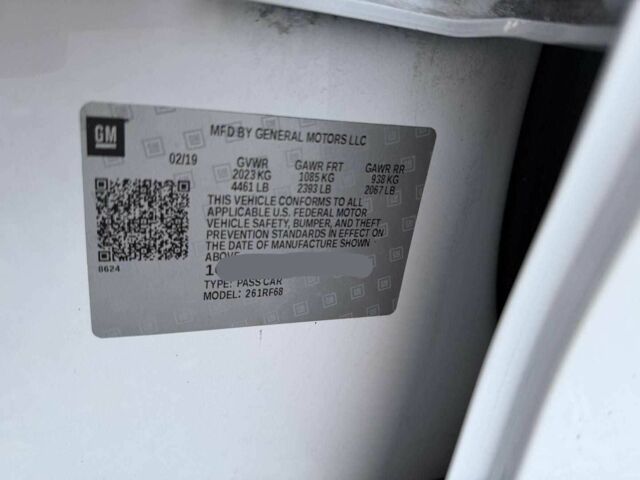 GM
MFD BY GENERAL MOTORS LLC
02/19 GVWR GAWR FRT GAWR RR
2023 KG 1085 KG 938 KG
4461 LB 2393 LB 2067 LB
THIS VEHICLE CONFORMS TO ALL
APPLICABLE U.S. FEDERAL MOTOR
VEHICLE SAFETY, BUMPER, AND THEFT
PREVENTION STANDARDS IN EFFECT ON
THE DATE OF MANUFACTURE SHOWN
ABOVE
8624
TYPE: PASS CAR
MODEL: 261RF68